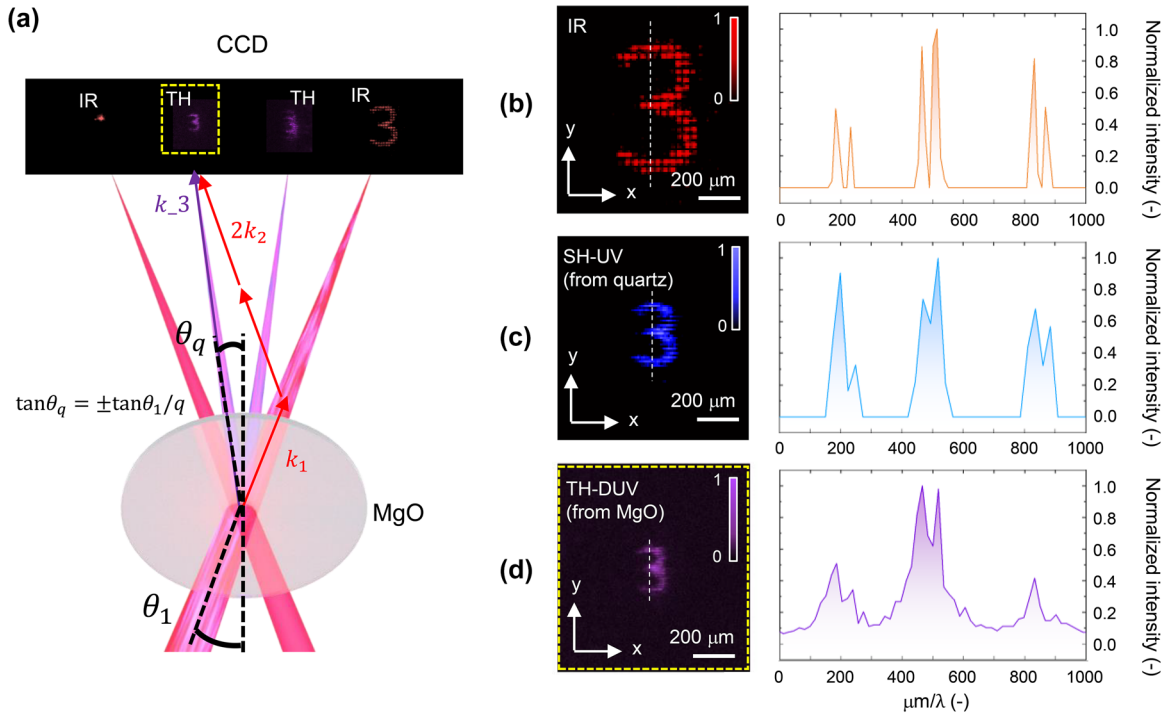 (a)
CCD
IR
TH
TH
IR
k_3
2k₂
θq
tanθq = ±tanθ₁/q
k₁
MgO
θ₁
(b)
IR
1
0
y
x
200 μm
1.0
0.8
0.6
0.4
0.2
0.0
0 200 400 600 800 1000
Normalized intensity (-)
(c)
SH-UV
(from quartz)
1
0
y
x
200 μm
1.0
0.8
0.6
0.4
0.2
0.0
0 200 400 600 800 1000
Normalized intensity (-)
(d)
TH-DUV
(from MgO)
1
0
y
x
200 μm
1.0
0.8
0.6
0.4
0.2
0.0
0 200 400 600 800 1000
Normalized intensity (-)
μm/λ (-)